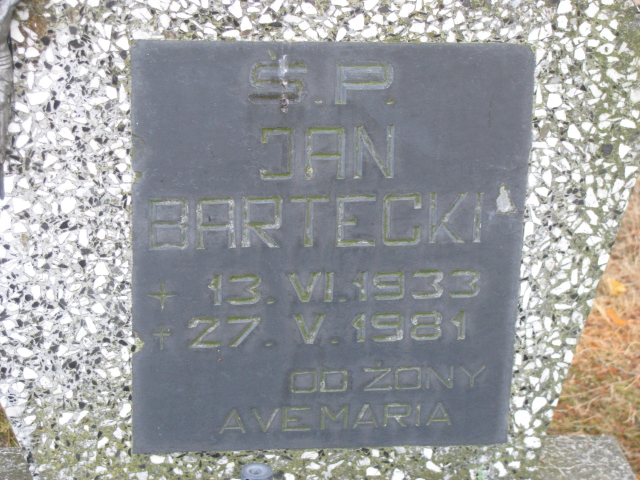 Ś.P.
JAN
BARTECKI
+ 13.VI.1933
+ 27.V.1981
OD ŻONY
AVE MARIA